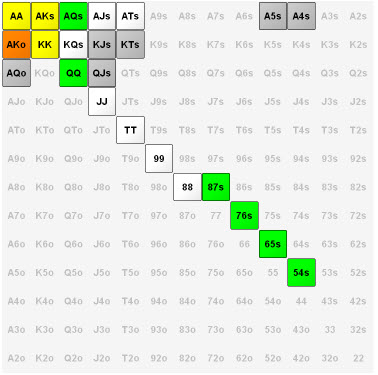 AA AKs AQs AJs ATs A9s A8s A7s A6s A5s A4s A3s A2s
AKo KK KQs KJs KTs K9s K8s K7s K6s K5s K4s K3s K2s
AQo KQo QQ QJs QTs Q9s Q8s Q7s Q6s Q5s Q4s Q3s Q2s
AJo KJo QJo JJ JTs J9s J8s J7s J6s J5s J4s J3s J2s
ATo KTo QTo JTo TT T9s T8s T7s T6s T5s T4s T3s T2s
A9o K9o Q9o J9o T9o 99 98s 97s 96s 95s 94s 93s 92s
A8o K8o Q8o J8o T8o 98o 88 87s 86s 85s 84s 83s 82s
A7o K7o Q7o J7o T7o 97o 87o 77 76s 75s 74s 73s 72s
A6o K6o Q6o J6o T6o 96o 86o 76o 66 65s 64s 63s 62s
A5o K5o Q5o J5o T5o 95o 85o 75o 65o 55 54s 53s 52s
A4o K4o Q4o J4o T4o 94o 84o 74o 64o 54o 44 43s 42s
A3o K3o Q3o J3o T3o 93o 83o 73o 63o 53o 43o 33 32s
A2o K2o Q2o J2o T2o 92o 82o 72o 62o 52o 42o 32o 22